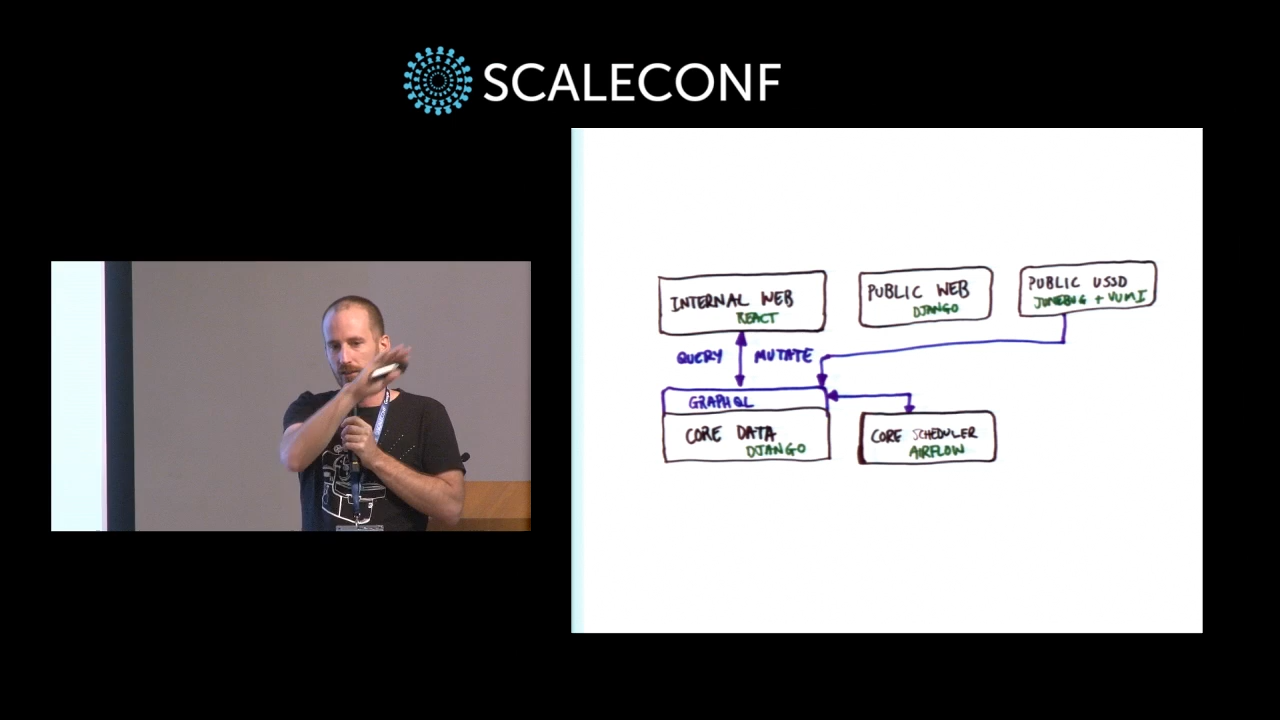 SCALECONF
INTERNAL WEB
REACT
PUBLIC WEB
DJANGO
PUBLIC USSD
JUNEBUG + VUMI
QUERY
MUTATE
GRAPHQL
CORE DATA
DJANGO
CORE SCHEDULER
AIRFLOW